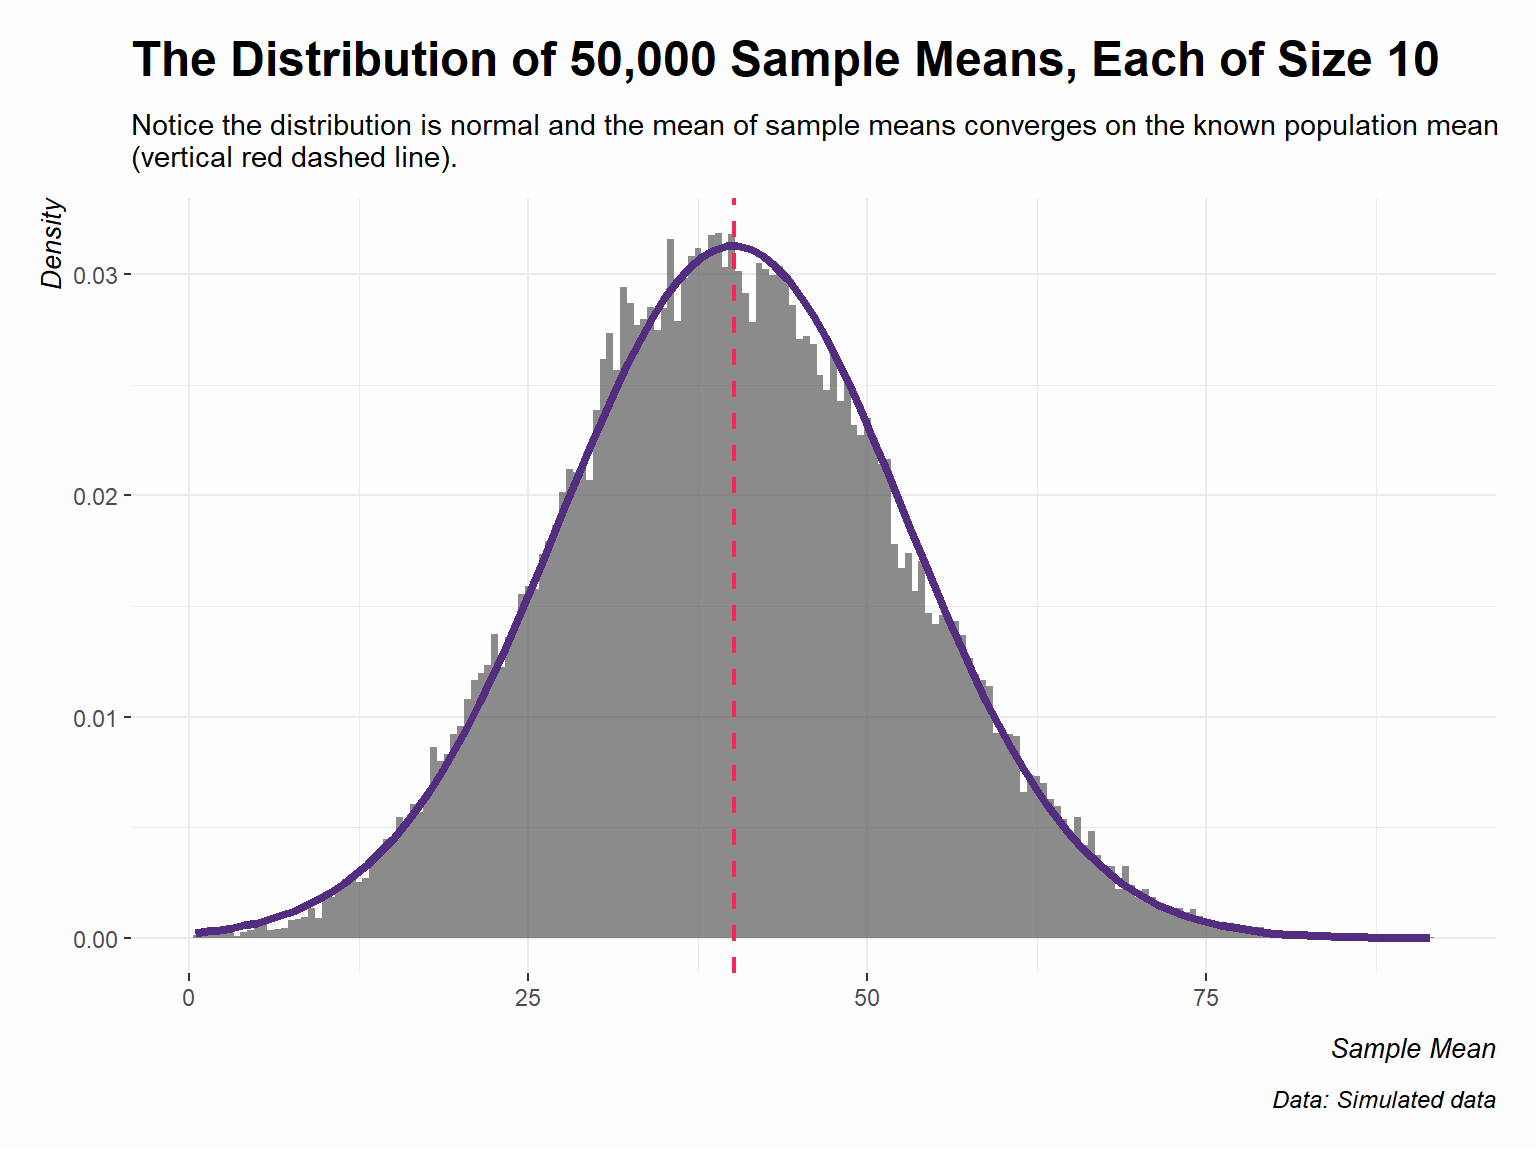 The Distribution of 50,000 Sample Means, Each of Size 10
Notice the distribution is normal and the mean of sample means converges on the known population mean
(vertical red dashed line).
Density
0.03
0.02
0.01
0.00
0 25 50 75
Sample Mean
Data: Simulated data